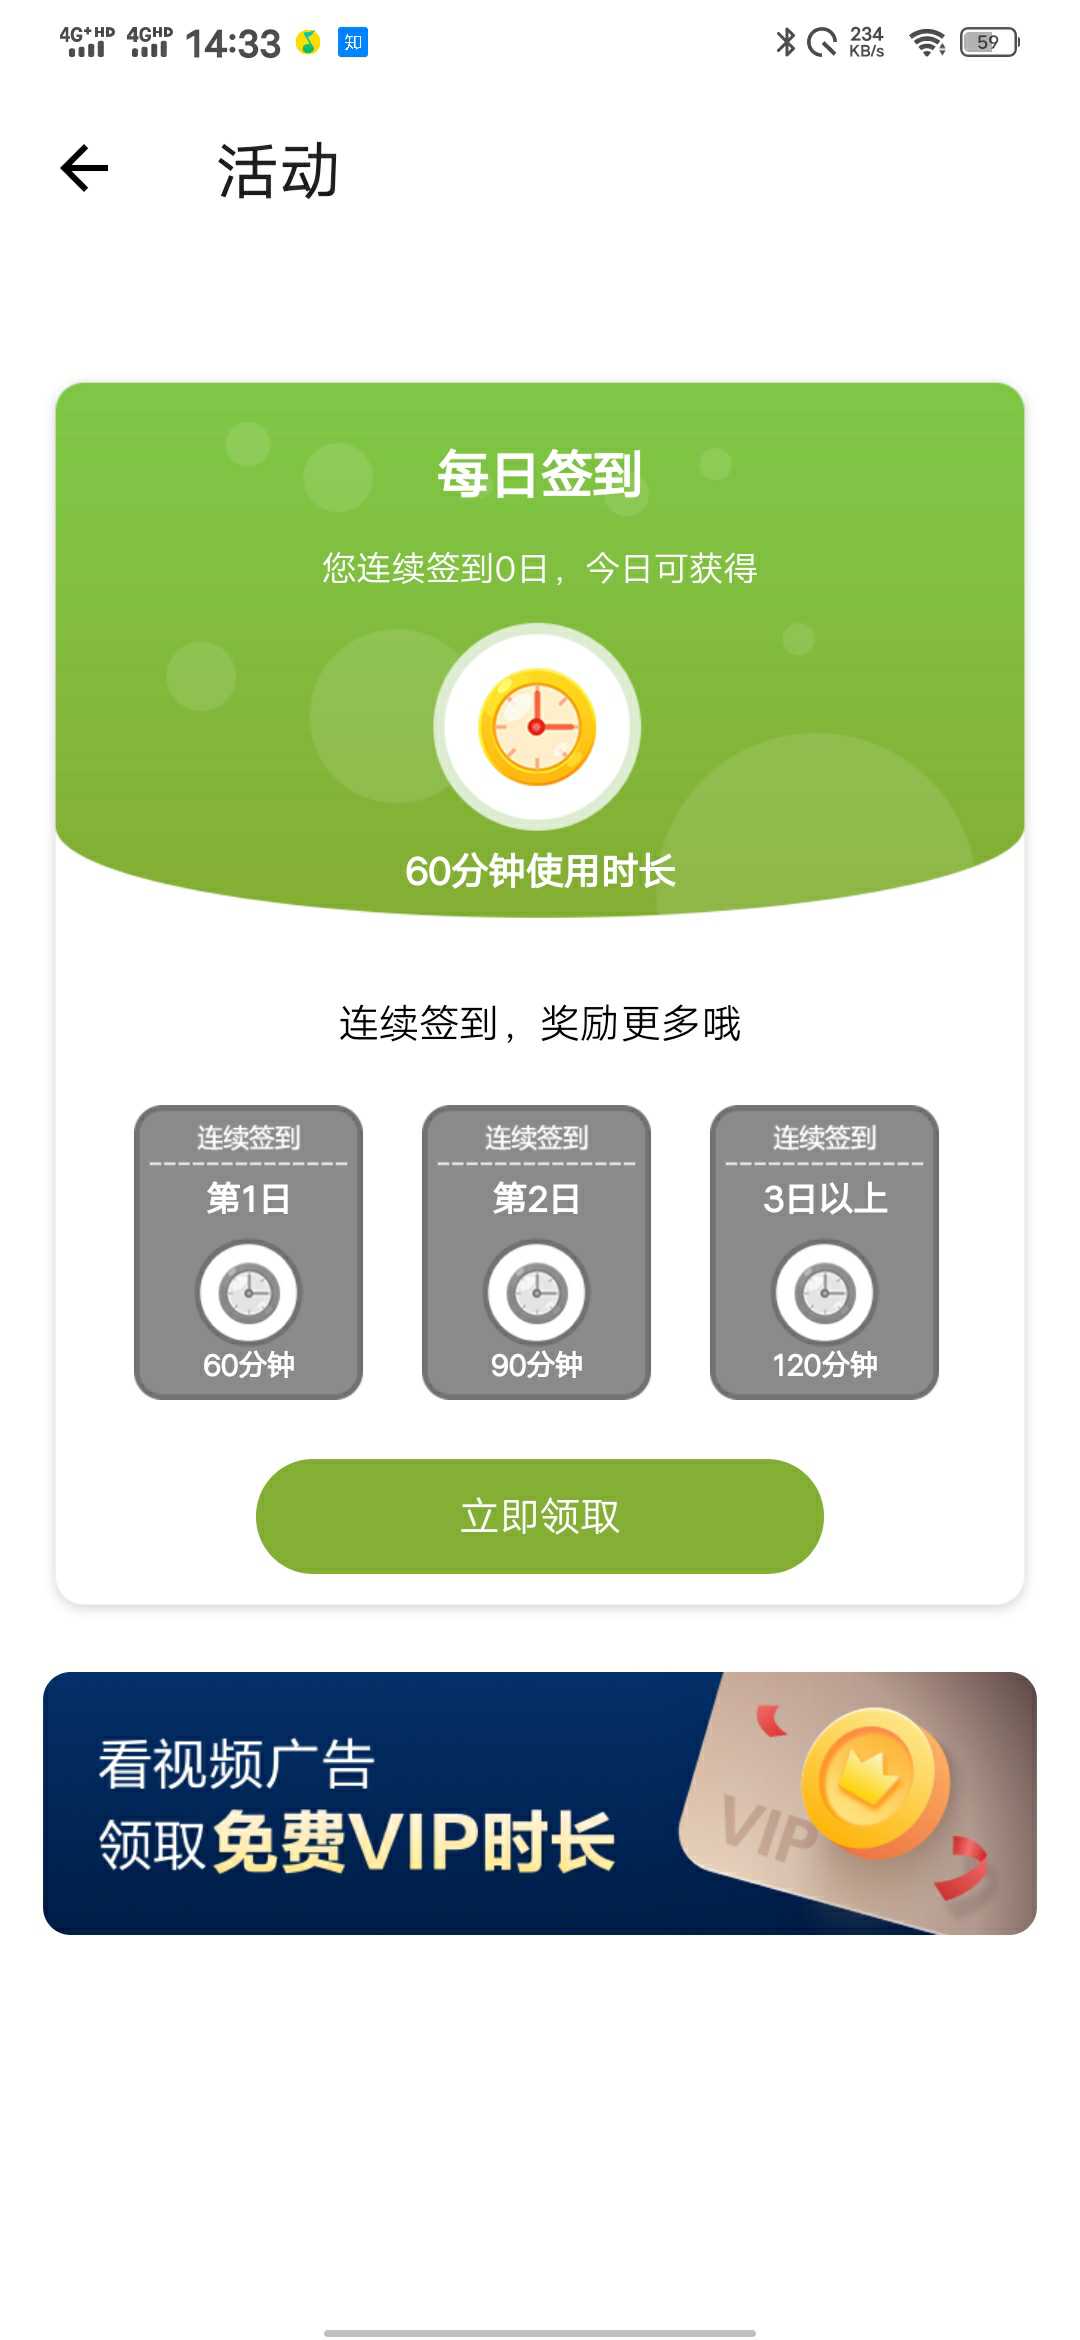 4G+HD 4GHD 14:33 知 234 KB/s 59
活动
每日签到
您连续签到0日，今日可获得
60分钟使用时长
连续签到，奖励更多哦
连续签到 连续签到 连续签到
第1日 第2日 3日以上
60分钟 90分钟 120分钟
立即领取
看视频广告
领取免费VIP时长
VIP